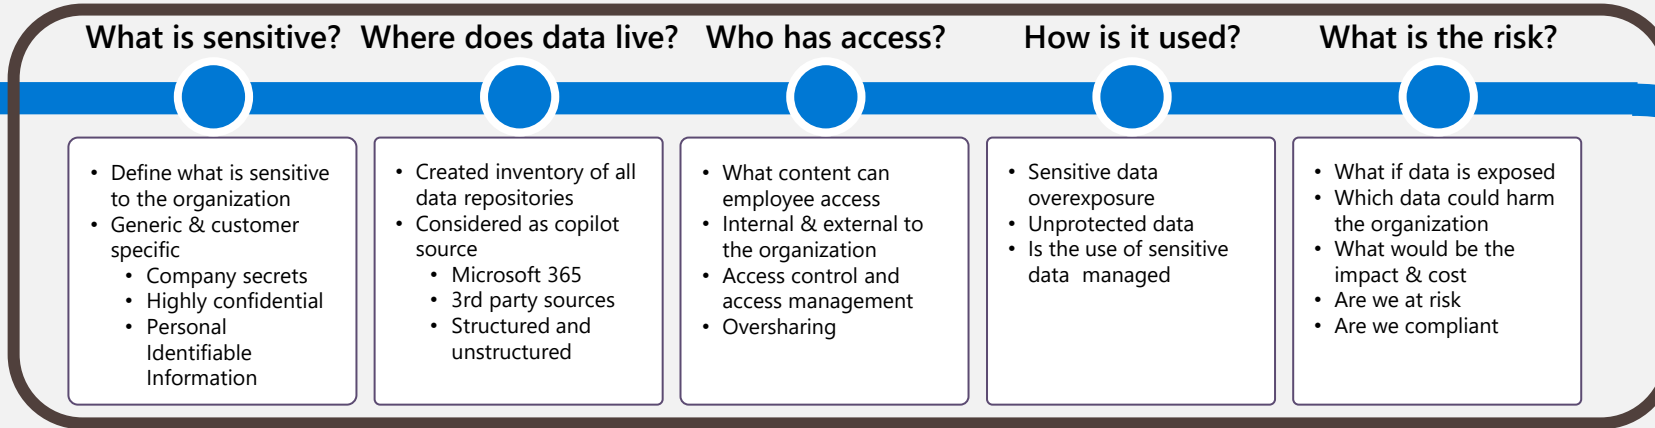 What is sensitive?
Where does data live?
Who has access?
How is it used?
What is the risk?
• Define what is sensitive
to the organization
• Generic & customer
specific
• Company secrets
• Highly confidential
• Personal
Identifiable
Information
• Created inventory of all
data repositories
• Considered as copilot
source
• Microsoft 365
• 3rd party sources
• Structured and
unstructured
• What content can
employee access
• Internal & external to
the organization
• Access control and
access management
• Oversharing
• Sensitive data
overexposure
• Unprotected data
• Is the use of sensitive
data  managed
• What if data is exposed
• Which data could harm
the organization
• What would be the
impact & cost
• Are we at risk
• Are we compliant